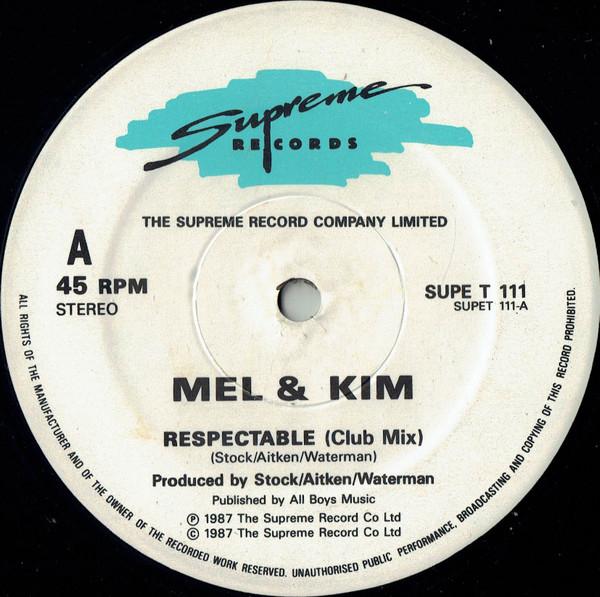 Supreme
RECORDS
THE SUPREME RECORD COMPANY LIMITED
A
45 RPM
STEREO
SUPE T 111
SUPET 111-A
MEL & KIM
RESPECTABLE (Club Mix)
(Stock/Aitken/Waterman)
Produced by Stock/Aitken/Waterman
Published by All Boys Music
Ⓟ 1987 The Supreme Record Co Ltd
© 1987 The Supreme Record Co Ltd
ALL RIGHTS OF THE MANUFACTURER AND OF THE OWNER OF THE RECORDED WORK RESERVED. UNAUTHORISED PUBLIC PERFORMANCE, BROADCASTING AND COPYING OF THIS RECORD PROHIBITED.